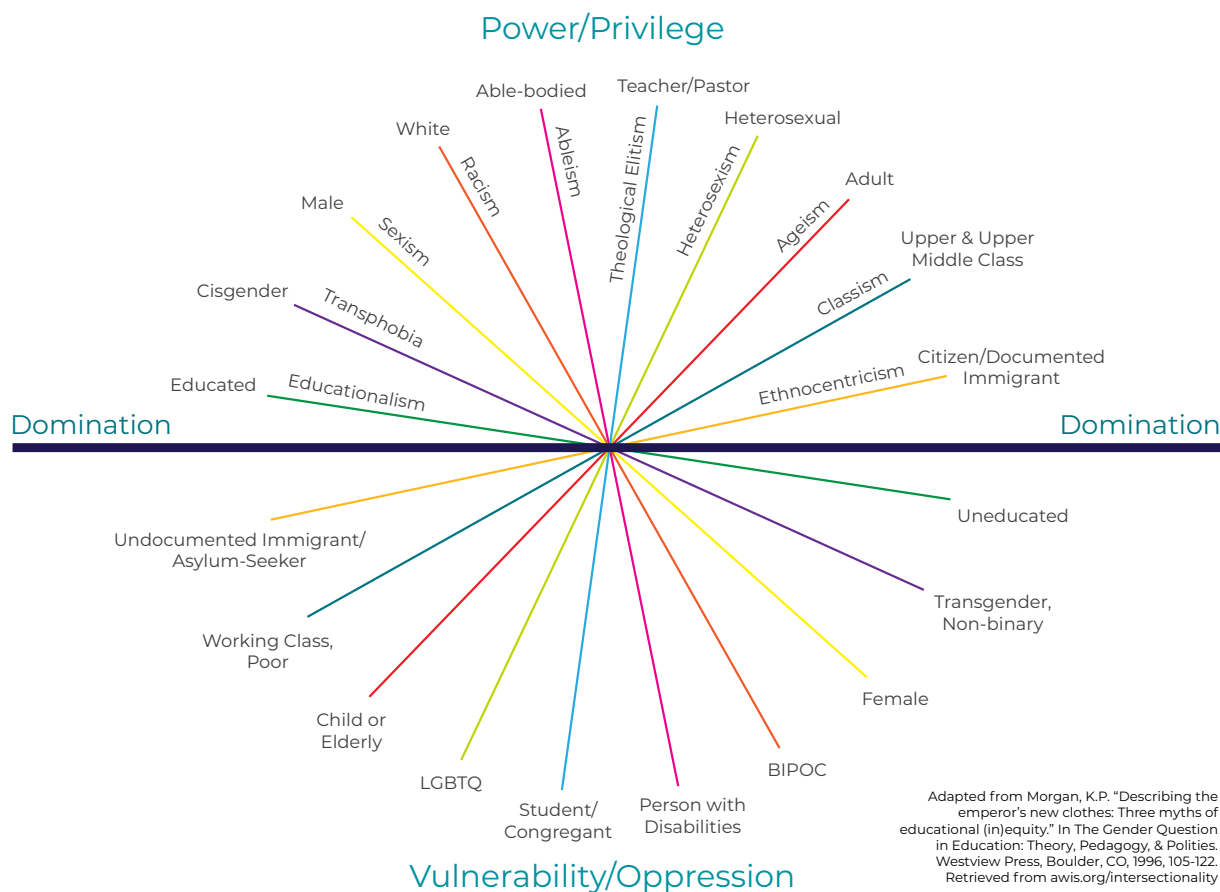 Power/Privilege
Able-bodied
Teacher/Pastor
White
Heterosexual
Male
Adult
Cisgender
Upper & Upper
Middle Class
Educated
Citizen/Documented
Immigrant
Educationalism
Transphobia
Sexism
Racism
Ableism
Theological Elitism
Heterosexism
Ageism
Classism
Ethnocentricism
Domination
Domination
Undocumented Immigrant/
Asylum-Seeker
Uneducated
Working Class,
Poor
Transgender,
Non-binary
Child or
Elderly
Female
LGBTQ
BIPOC
Student/
Congregant
Person with
Disabilities
Vulnerability/Oppression
Adapted from Morgan, K.P. “Describing the
emperor’s new clothes: Three myths of
educational (in)equity.” In The Gender Question
in Education: Theory, Pedagogy, & Polities.
Westview Press, Boulder, CO, 1996, 105-122.
Retrieved from awis.org/intersectionality